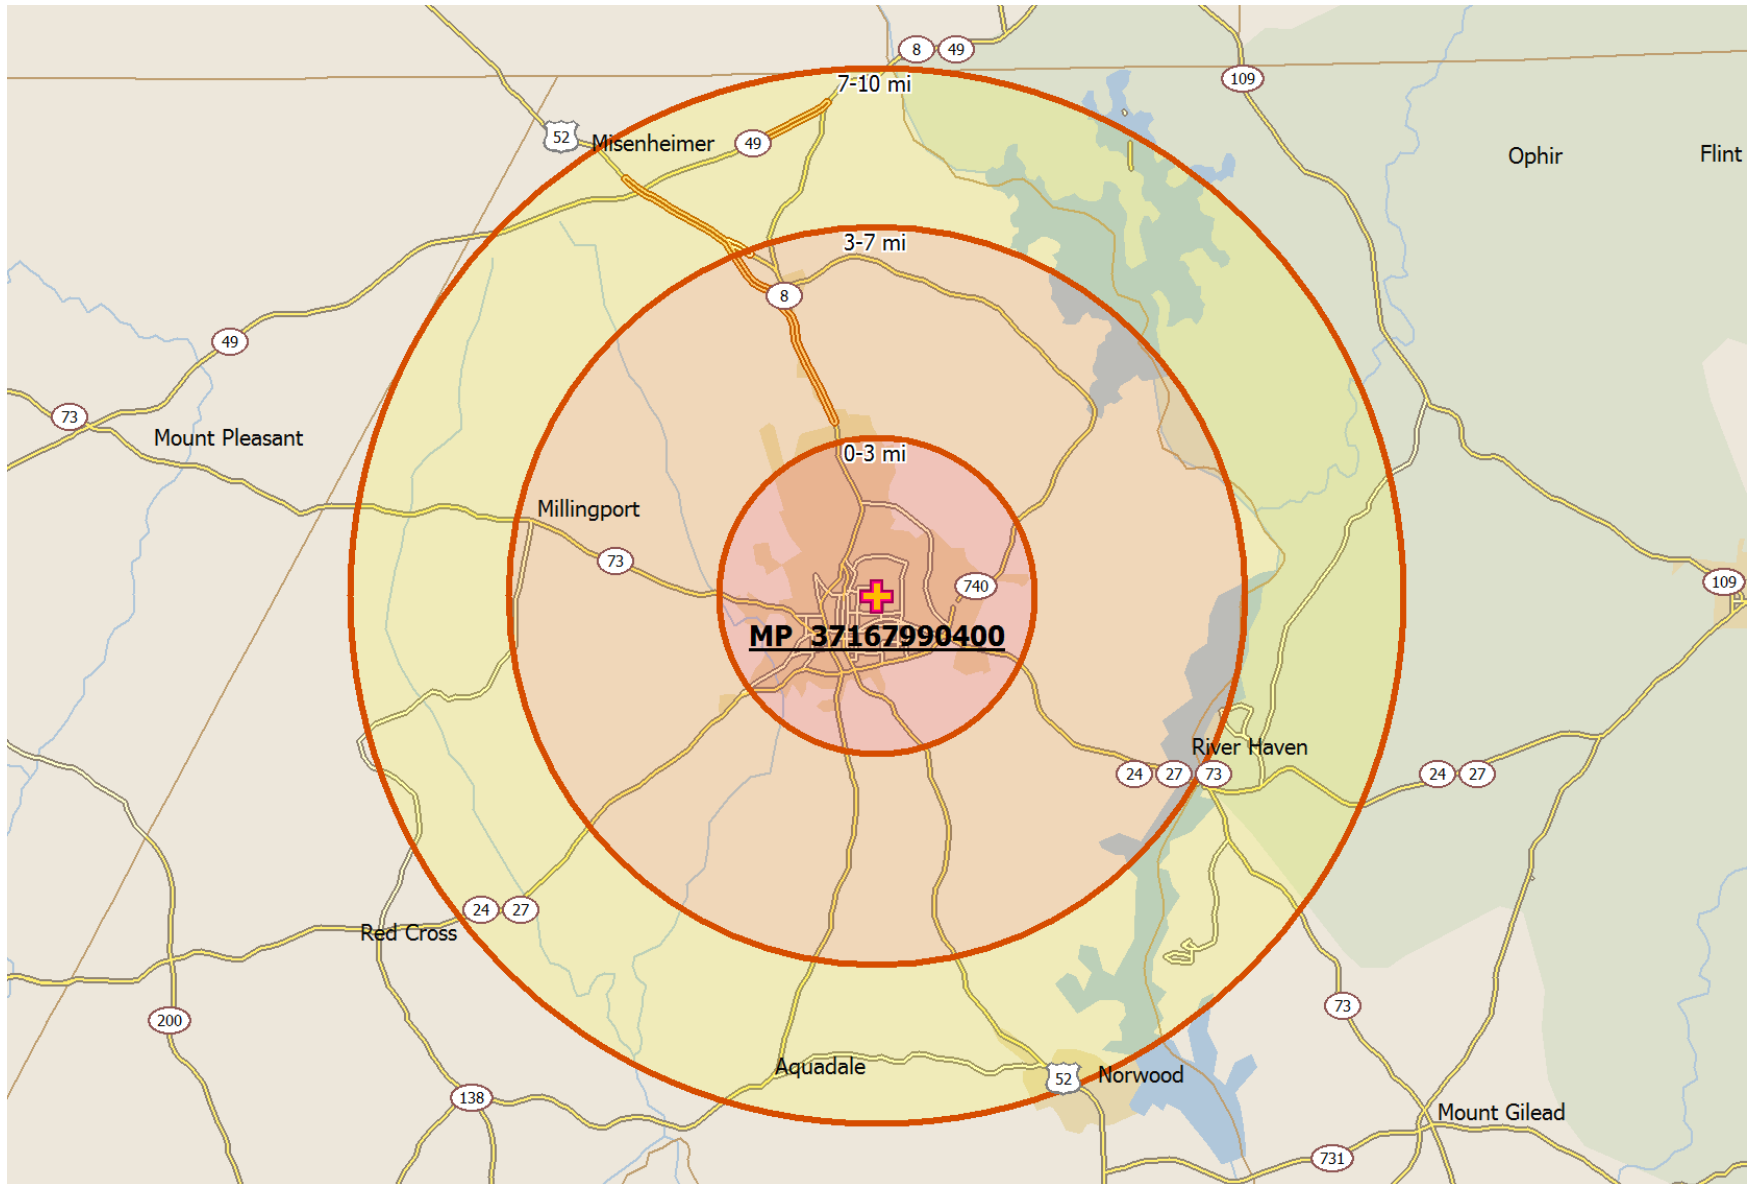 8 49
7-10 mi
109
52
Misenheimer
49
Ophir
Flint
3-7 mi
8
49
73
Mount Pleasant
0-3 mi
Millingport
73
740
109
MP 37167990400
River Haven
24 27 73
24 27
24 27
Red Cross
73
200
Aquadale
52
Norwood
138
Mount Gilead
731